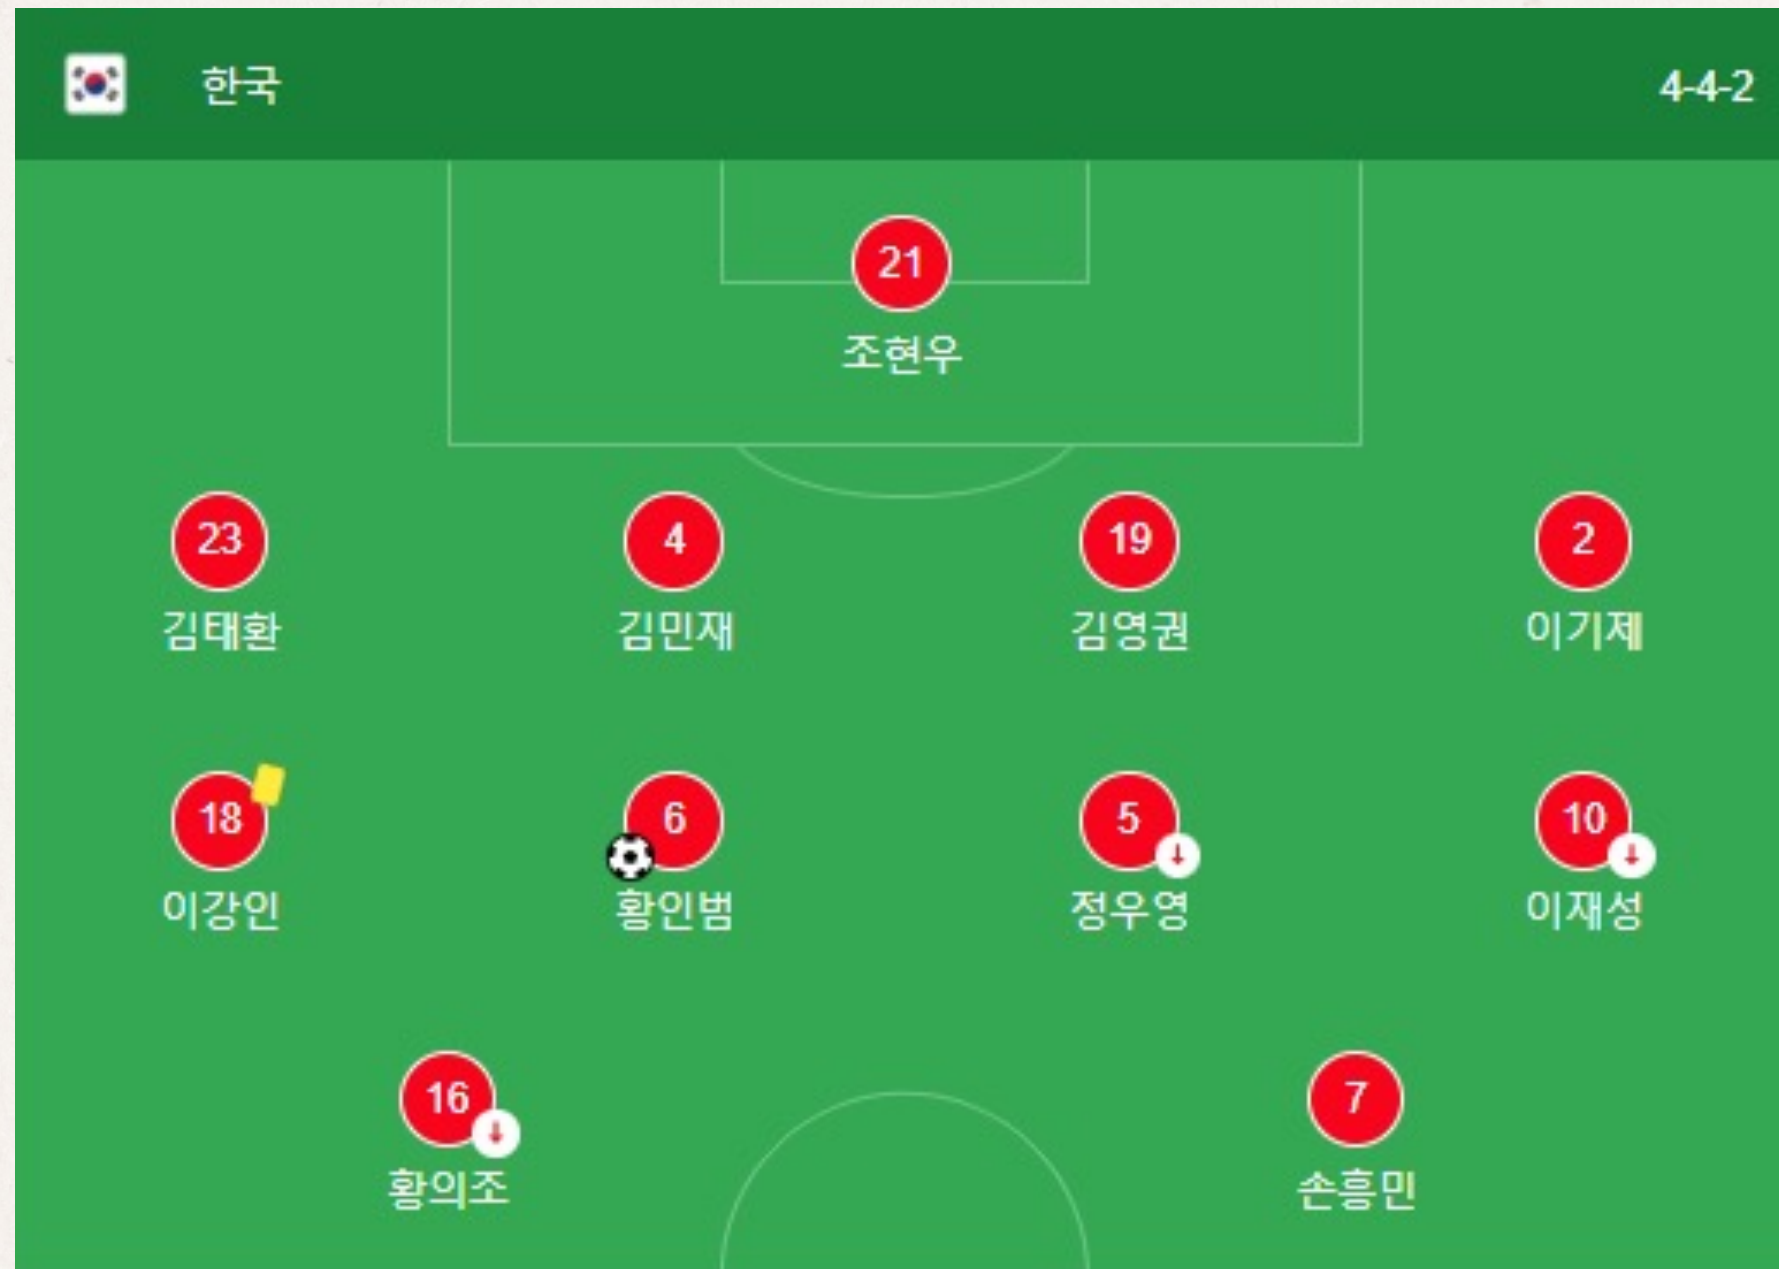 한국 4-4-2
21
조현우
23 4 19 2
김태환 김민재 김영권 이기제
18 6 5 10
이강인 황인범 정우영 이재성
16 7
황의조 손흥민